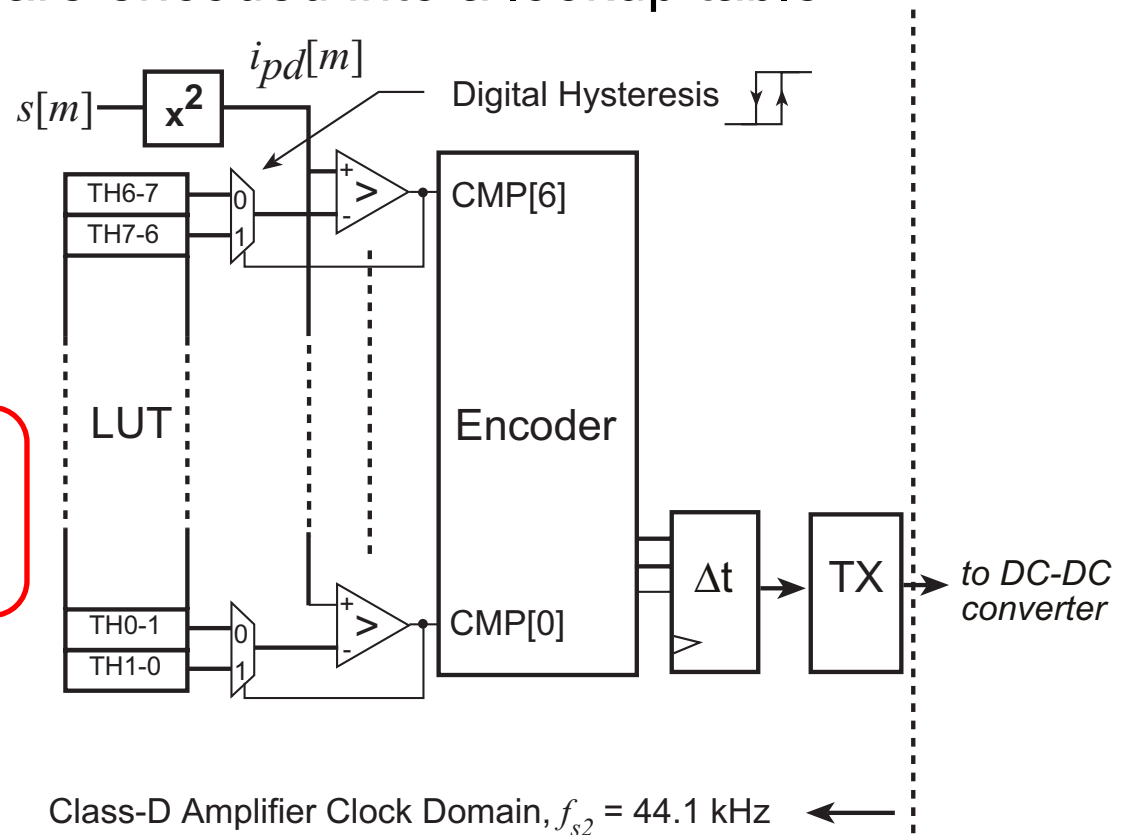 i_pd[m]
s[m]
x²
Digital Hysteresis
TH6-7
TH7-6
0
1
+
>
-
CMP[6]
LUT
Encoder
TH0-1
TH1-0
0
1
+
>
-
CMP[0]
Δt
TX
to DC-DC
converter
Class-D Amplifier Clock Domain, f_s2 = 44.1 kHz